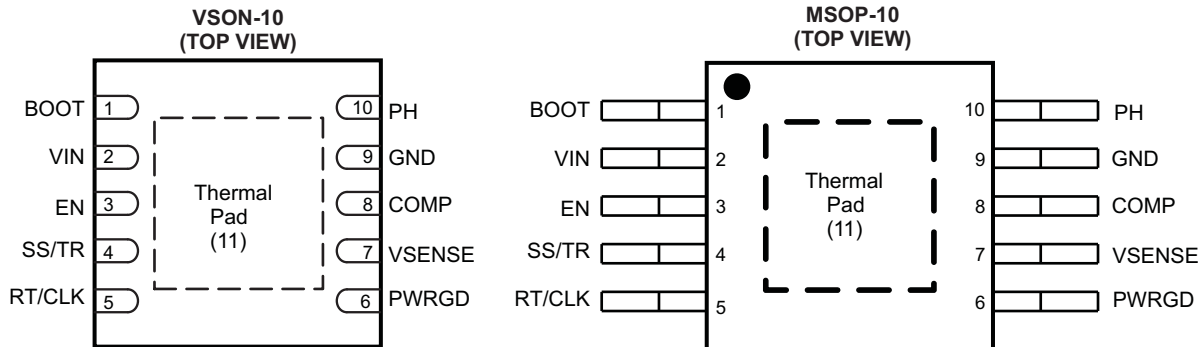 VSON-10
(TOP VIEW)
BOOT 1
VIN 2
EN 3
SS/TR 4
RT/CLK 5
Thermal
Pad
(11)
10 PH
9 GND
8 COMP
7 VSENSE
6 PWRGD
MSOP-10
(TOP VIEW)
BOOT 1
VIN 2
EN 3
SS/TR 4
RT/CLK 5
Thermal
Pad
(11)
10 PH
9 GND
8 COMP
7 VSENSE
6 PWRGD